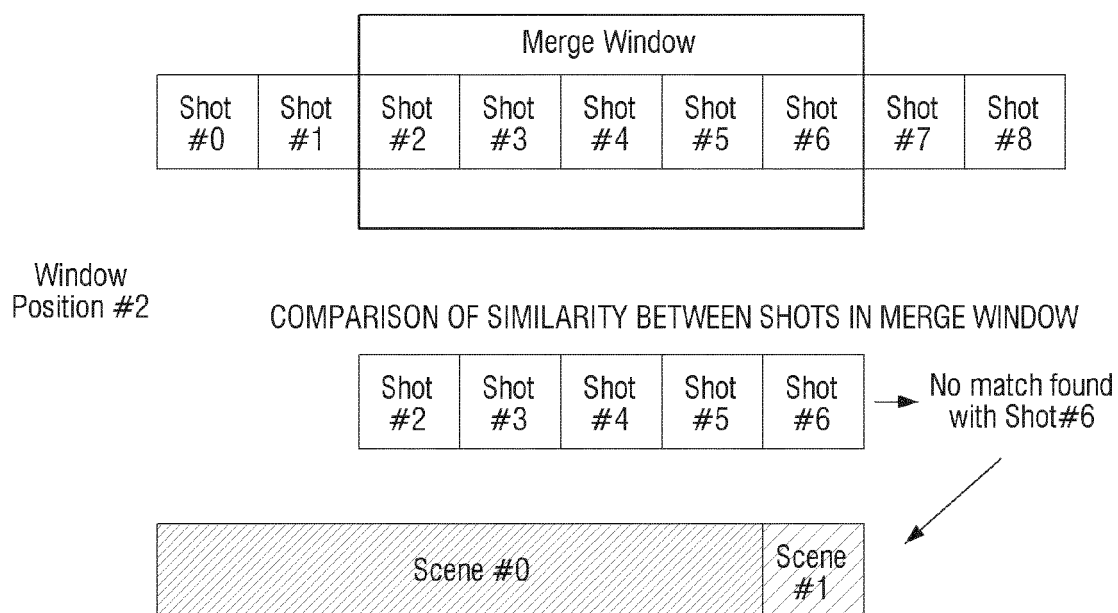 Merge Window
Shot #0
Shot #1
Shot #2
Shot #3
Shot #4
Shot #5
Shot #6
Shot #7
Shot #8
Window
Position #2
COMPARISON OF SIMILARITY BETWEEN SHOTS IN MERGE WINDOW
Shot #2
Shot #3
Shot #4
Shot #5
Shot #6
No match found
with Shot#6
Scene #0
Scene
#1